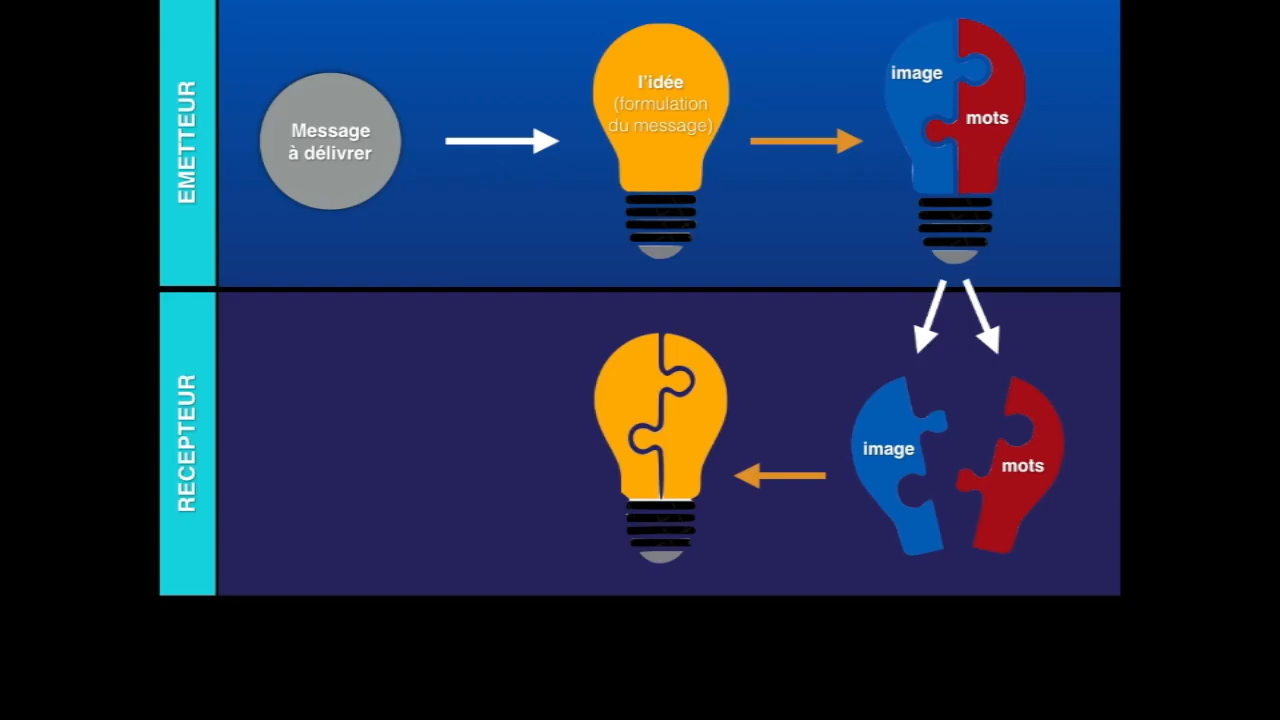 EMETTEUR
Message
à délivrer
l'idée
(formulation
du message)
image
mots
RECEPTEUR
image
mots